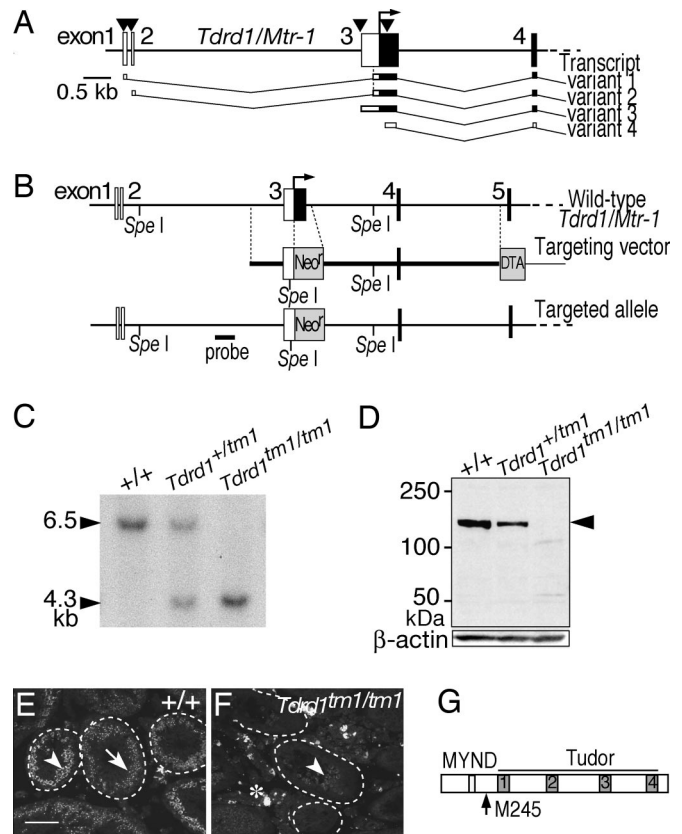 A
exon1 2 Tdrd1/Mtr-1 3 4
Transcript
0.5 kb
variant 1
variant 2
variant 3
variant 4
B
exon1 2 3 4 5
Wild-type
Tdrd1/Mtr-1
Spe I Spe I
Neor DTA
Targeting vector
Spe I
Neor
Targeted allele
Spe I probe Spe I Spe I
C
+/+ Tdrd1+/tm1 Tdrd1tm1/tm1
6.5
4.3
kb
D
+/+ Tdrd1+/tm1 Tdrd1tm1/tm1
250
100
50
kDa
β-actin
E +/+
F Tdrd1tm1/tm1
*
G
MYND Tudor
1 2 3 4
M245